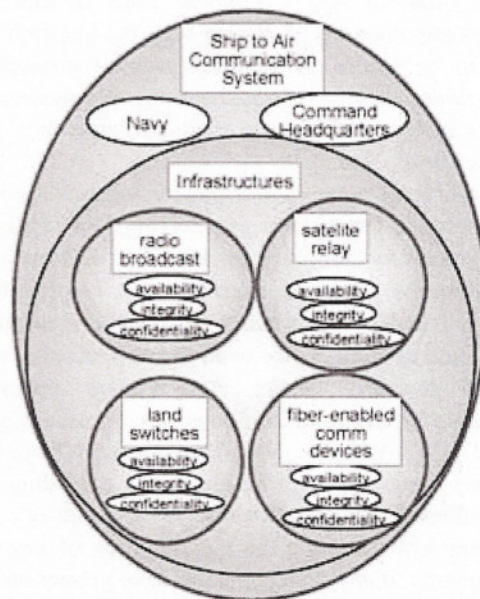 Ship to Air
Communication
System
Navy
Command
Headquarters
Infrastructures
radio
broadcast
availability
integrity
confidentiality
satelite
relay
availability
integrity
confidentiality
land
switches
availability
integrity
confidentiality
fiber-enabled
comm
devices
availability
integrity
confidentiality